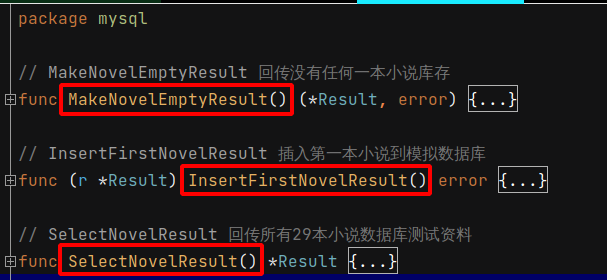 package mysql
// MakeNovelEmptyResult 回传没有任何一本小说库存
func MakeNovelEmptyResult() (*Result, error) {...}
// InsertFirstNovelResult 插入第一本小说到模拟数据库
func (r *Result) InsertFirstNovelResult() error {...}
// SelectNovelResult 回传所有29本小说数据库测试资料
func SelectNovelResult() *Result {...}